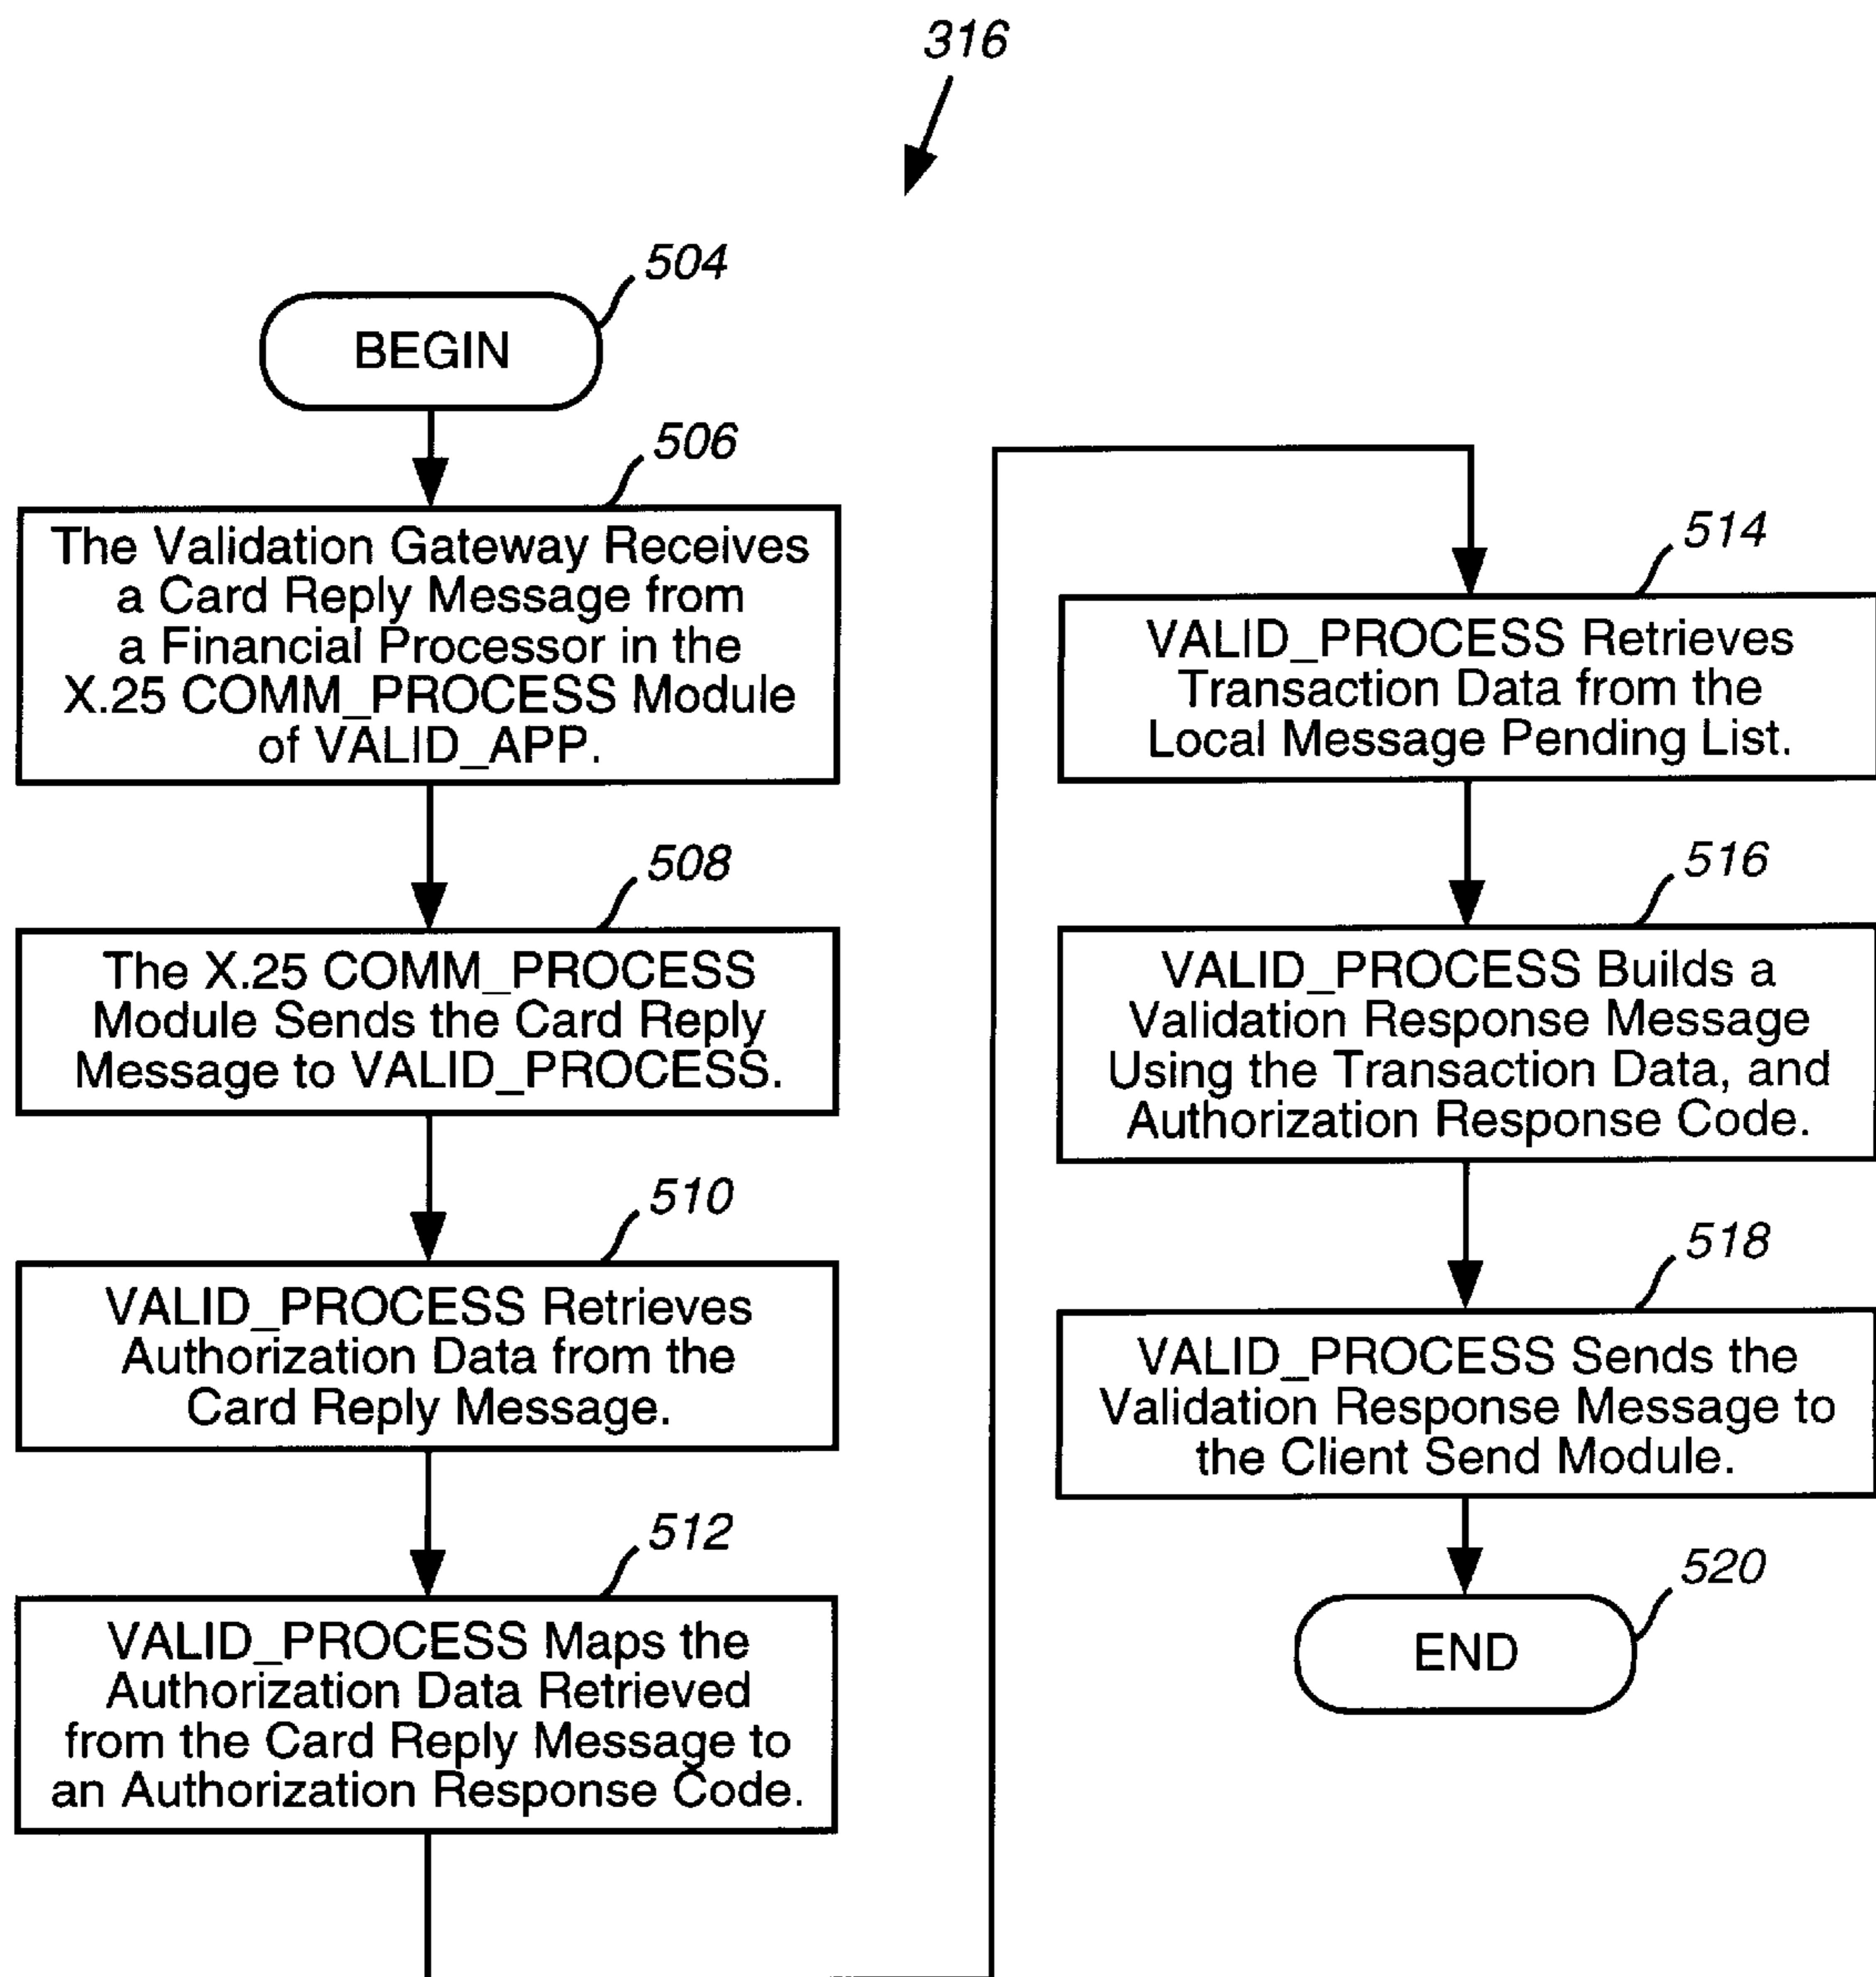 316
504
BEGIN
506
The Validation Gateway Receives
a Card Reply Message from
a Financial Processor in the
X.25 COMM_PROCESS Module
of VALID_APP.
508
The X.25 COMM_PROCESS
Module Sends the Card Reply
Message to VALID_PROCESS.
510
VALID_PROCESS Retrieves
Authorization Data from the
Card Reply Message.
512
VALID_PROCESS Maps the
Authorization Data Retrieved
from the Card Reply Message to
an Authorization Response Code.
514
VALID_PROCESS Retrieves
Transaction Data from the
Local Message Pending List.
516
VALID_PROCESS Builds a
Validation Response Message
Using the Transaction Data, and
Authorization Response Code.
518
VALID_PROCESS Sends the
Validation Response Message to
the Client Send Module.
520
END